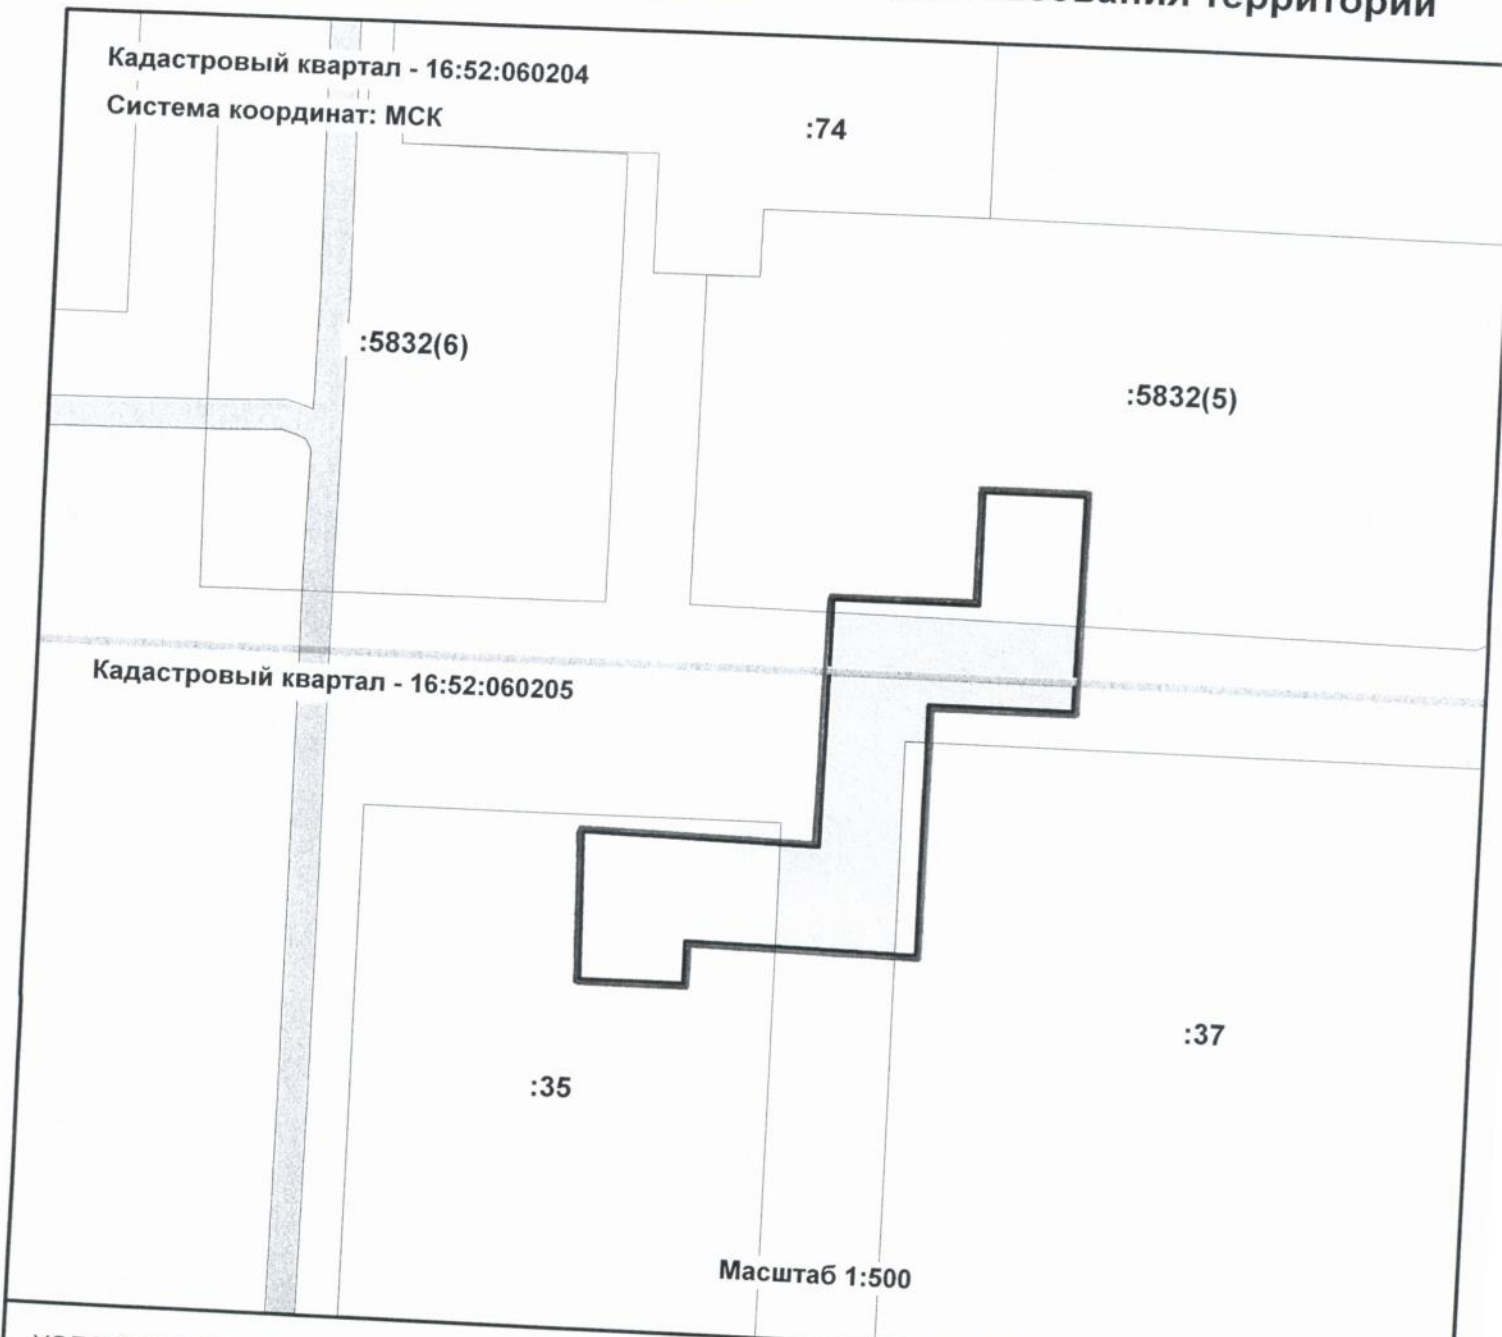 территории
Кадастровый квартал - 16:52:060204
Система координат: МСК
:74
:5832(6)
:5832(5)
Кадастровый квартал - 16:52:060205
:37
:35
Масштаб 1:500